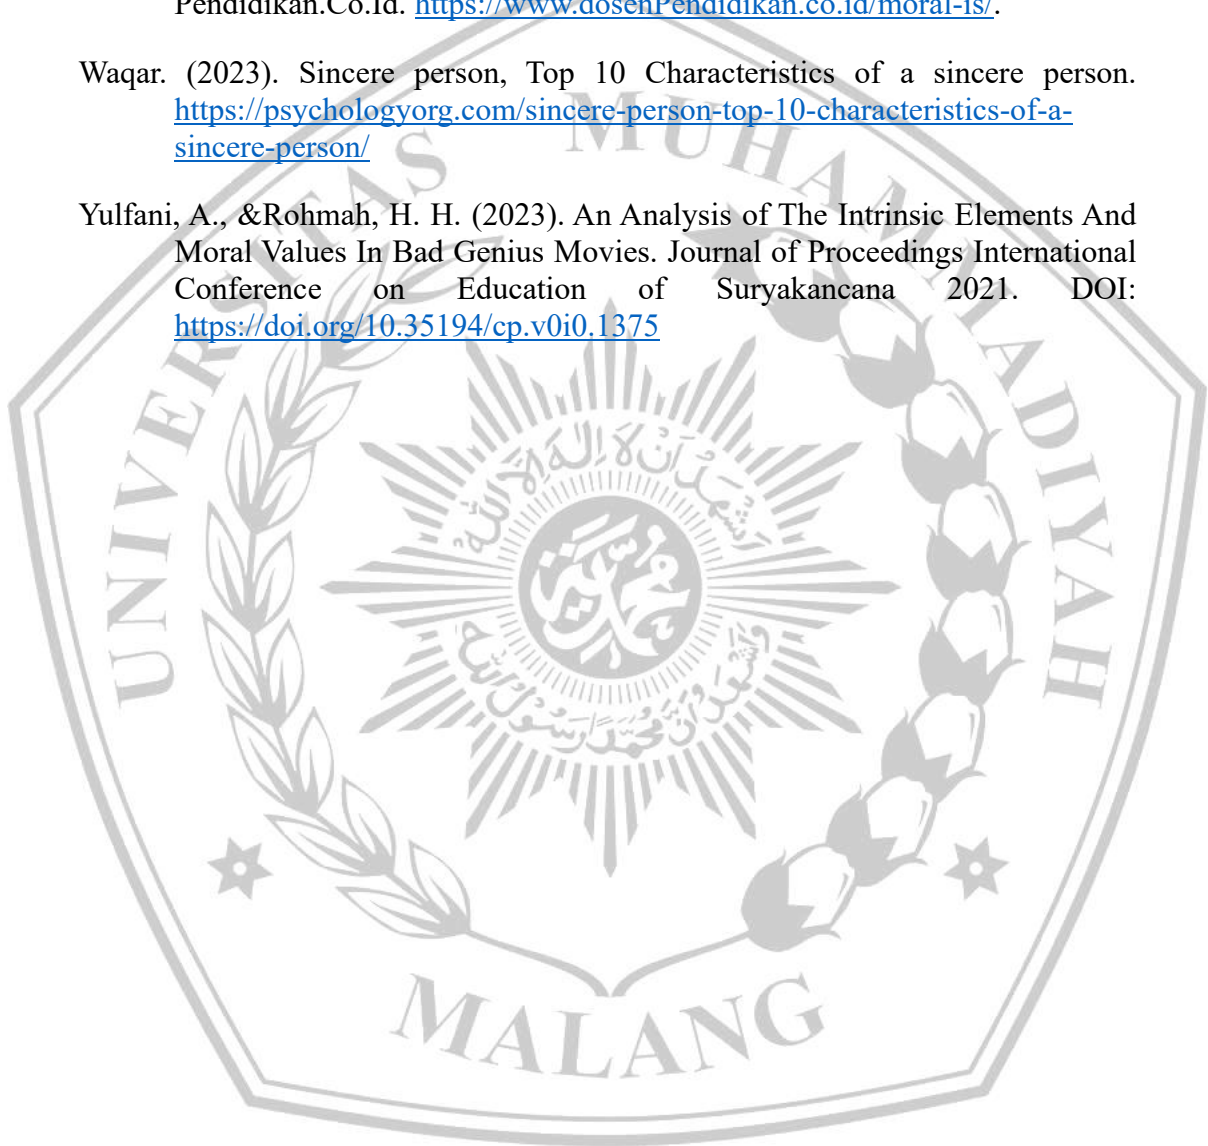 Pendidikan.Co.Id. https://www.dosenPendidikan.co.id/moral-is/.
Waqar. (2023). Sincere person, Top 10 Characteristics of a sincere person.
https://psychologyorg.com/sincere-person-top-10-characteristics-of-a-
sincere-person/
Yulfani, A., &Rohmah, H. H. (2023). An Analysis of The Intrinsic Elements And
Moral Values In Bad Genius Movies. Journal of Proceedings International
Conference on Education of Suryakancana 2021. DOI:
https://doi.org/10.35194/cp.v0i0.1375
UNIVERSITAS MUHAMMADIYAH
MALANG